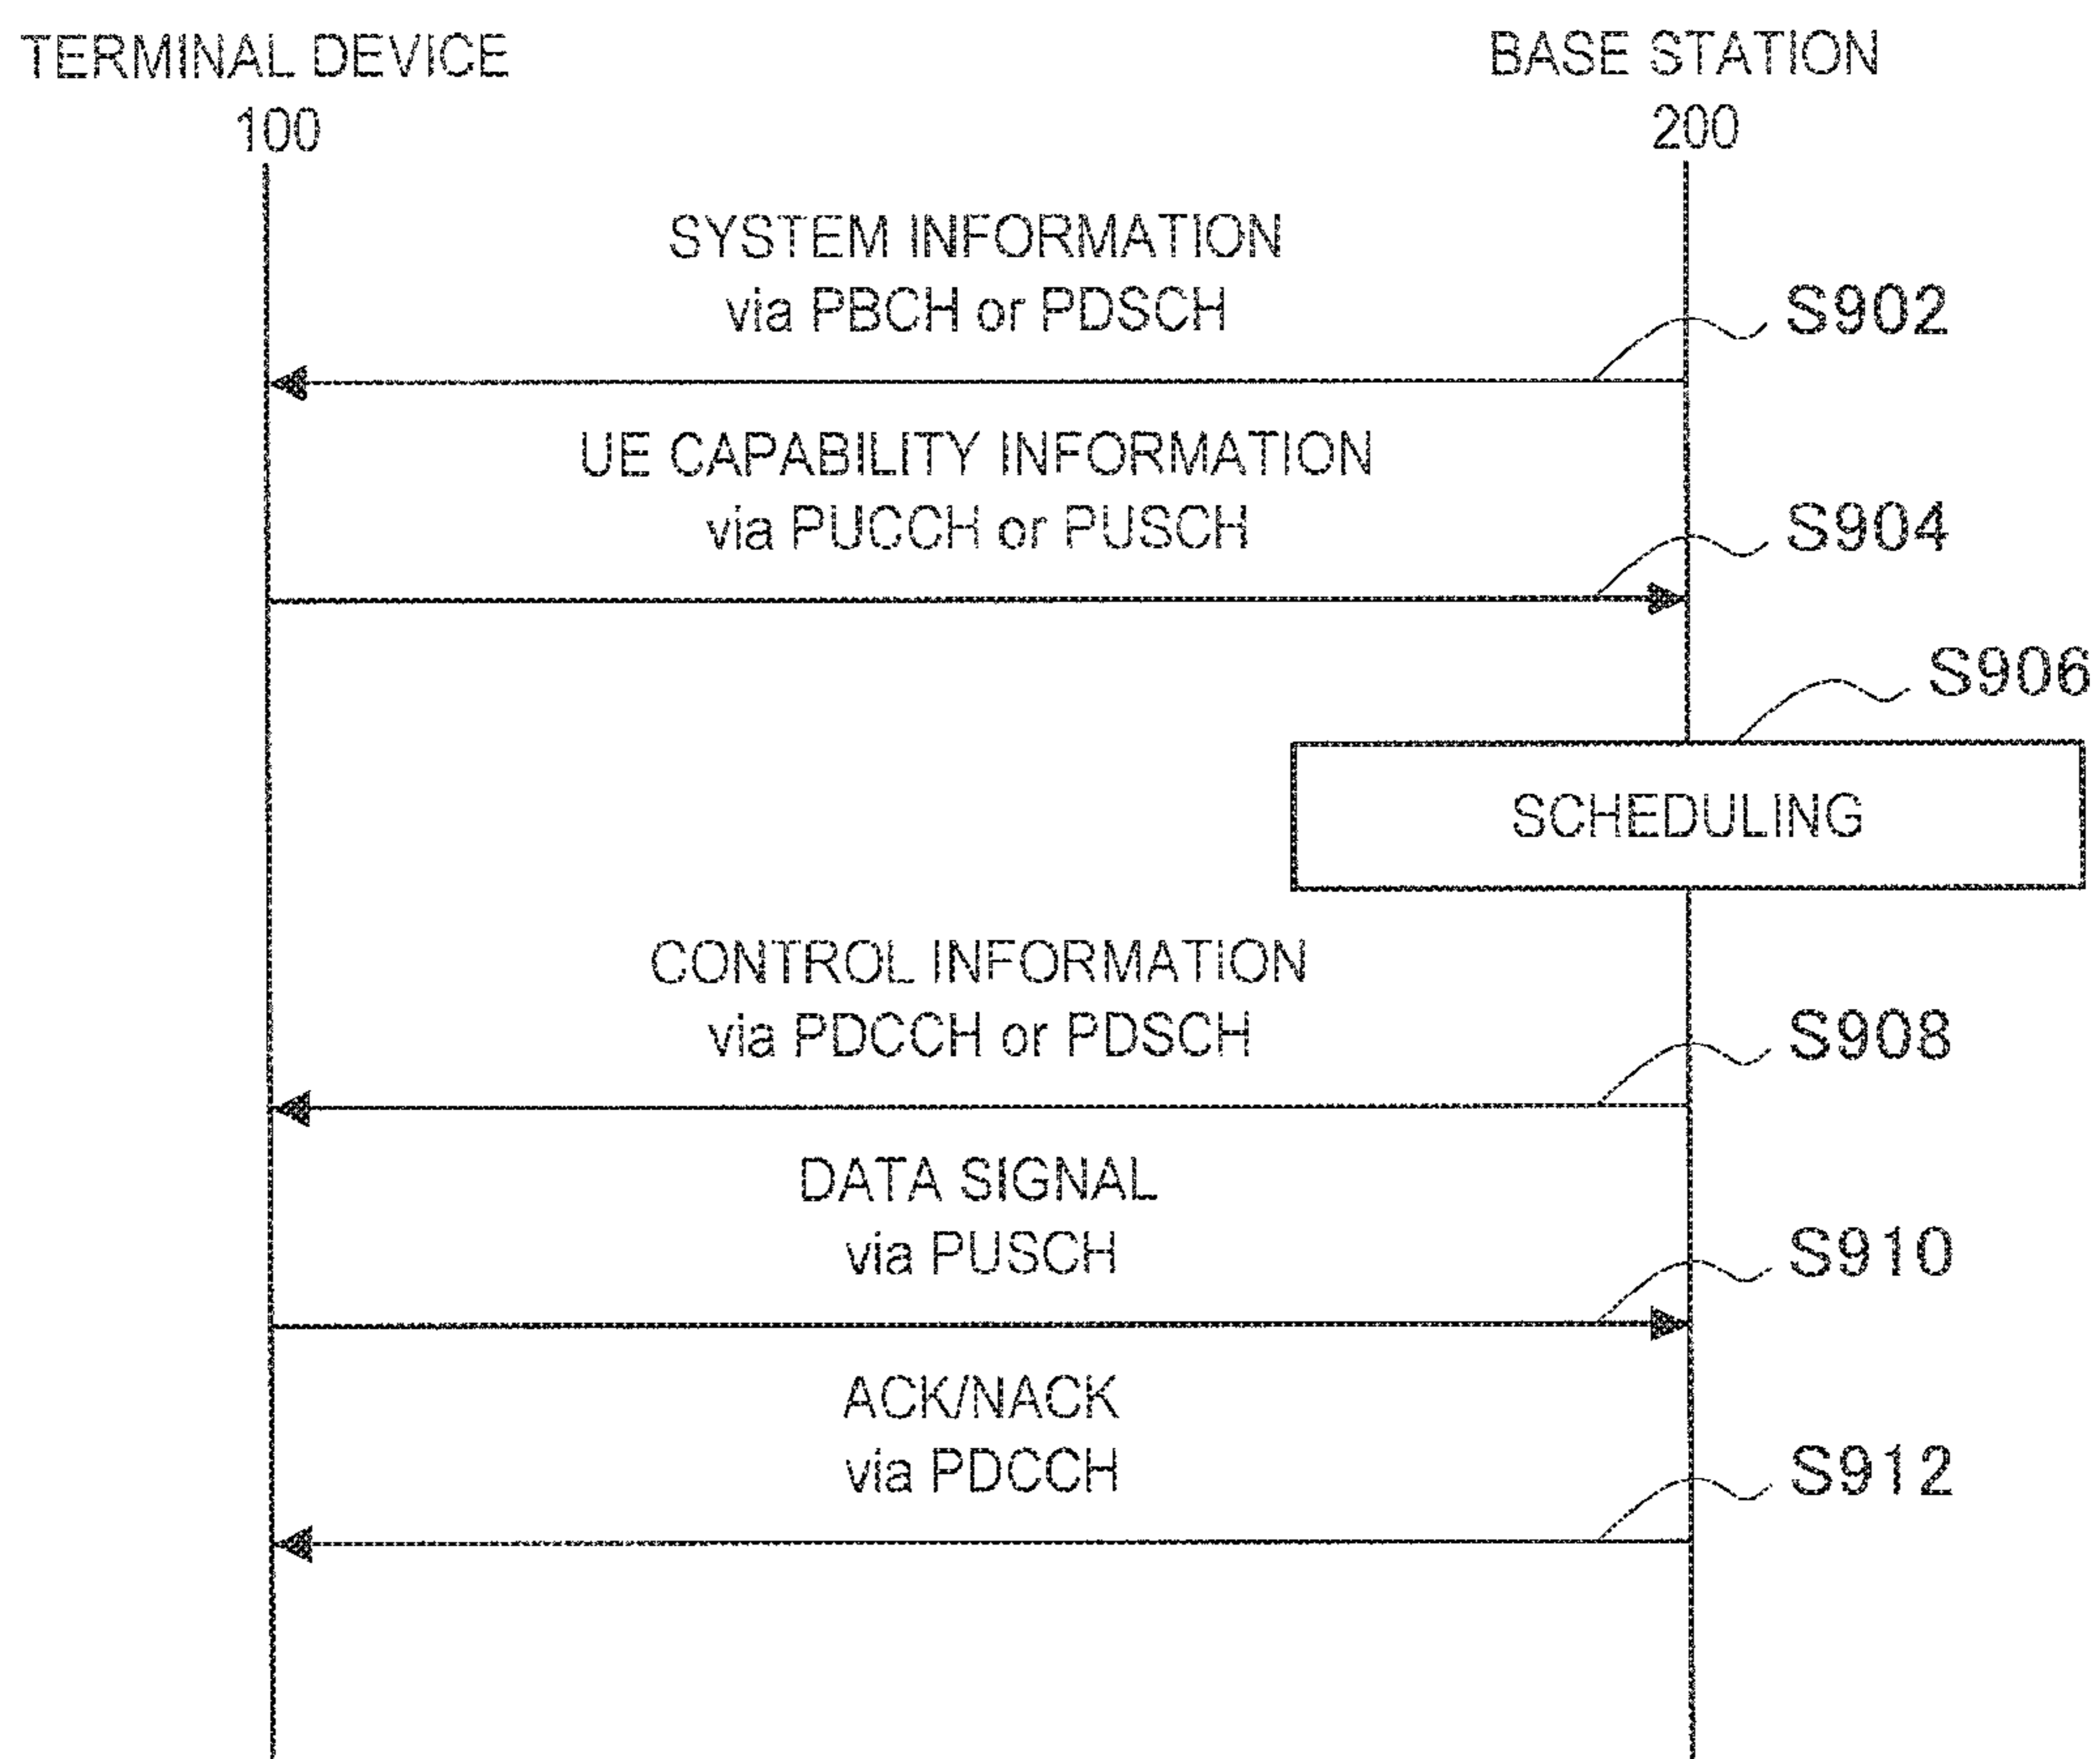 TERMINAL DEVICE
100
BASE STATION
200
SYSTEM INFORMATION
via PBCH or PDSCH
S902
UE CAPABILITY INFORMATION
via PUCCH or PUSCH
S904
S906
SCHEDULING
CONTROL INFORMATION
via PDCCH or PDSCH
S908
DATA SIGNAL
via PUSCH
S910
ACK/NACK
via PDCCH
S912